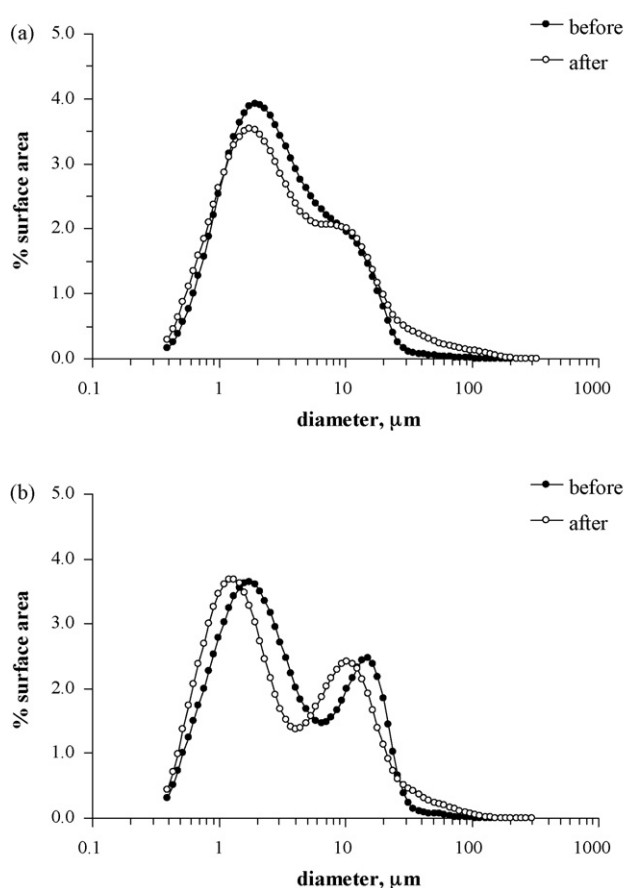 (a)
5.0
4.0
3.0
2.0
1.0
0.0
% surface area
before
after
0.1 1 10 100 1000
diameter, μm
(b)
5.0
4.0
3.0
2.0
1.0
0.0
% surface area
before
after
0.1 1 10 100 1000
diameter, μm